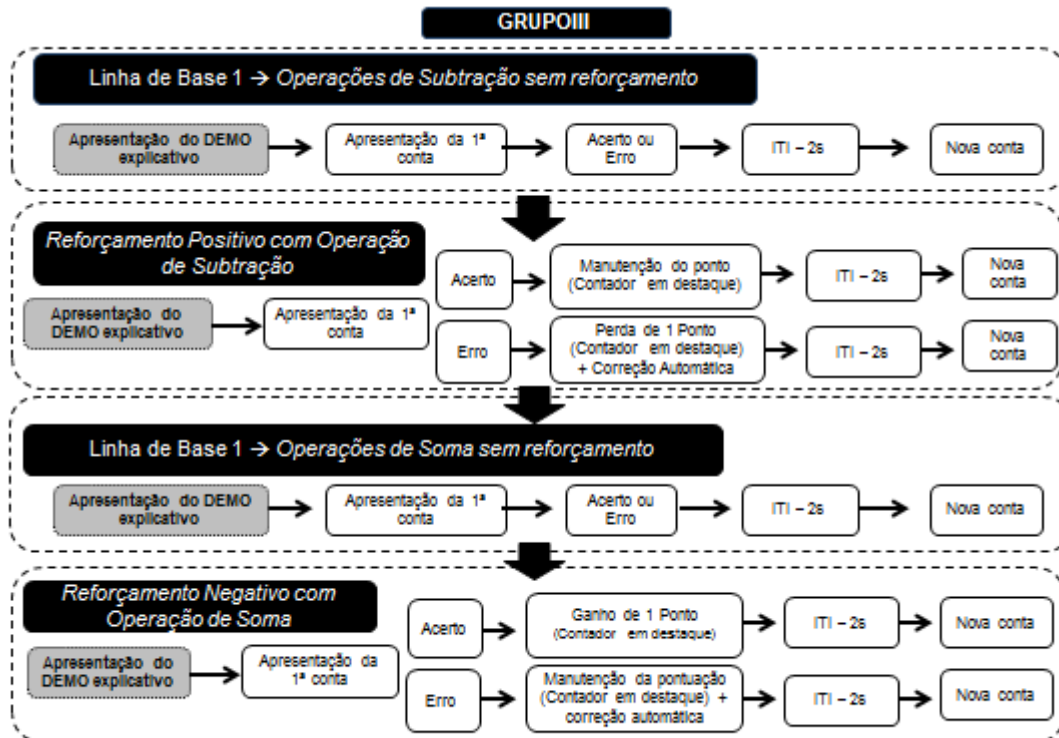 GRUPOIII
Linha de Base 1 → Operações de Subtração sem reforçamento
Apresentação do DEMO
explicativo
Apresentação da 1ª
conta
Acerto ou
Erro
ITI – 2s
Nova conta
Reforçamento Positivo com Operação
de Subtração
Apresentação do
DEMO explicativo
Apresentação da 1ª
conta
Acerto
Manutenção do ponto
(Contador em destaque)
ITI – 2s
Nova
conta
Erro
Perda de 1 Ponto
(Contador em destaque)
+ Correção Automática
ITI – 2s
Nova
conta
Linha de Base 1 → Operações de Soma sem reforçamento
Apresentação do DEMO
explicativo
Apresentação da 1ª
conta
Acerto ou
Erro
ITI – 2s
Nova conta
Reforçamento Negativo com
Operação de Soma
Apresentação do
DEMO explicativo
Apresentação da
1ª conta
Acerto
Ganho de 1 Ponto
(Contador em destaque)
ITI – 2s
Nova conta
Erro
Manutenção da pontuação
(Contador em destaque) +
correção automática
ITI – 2s
Nova conta